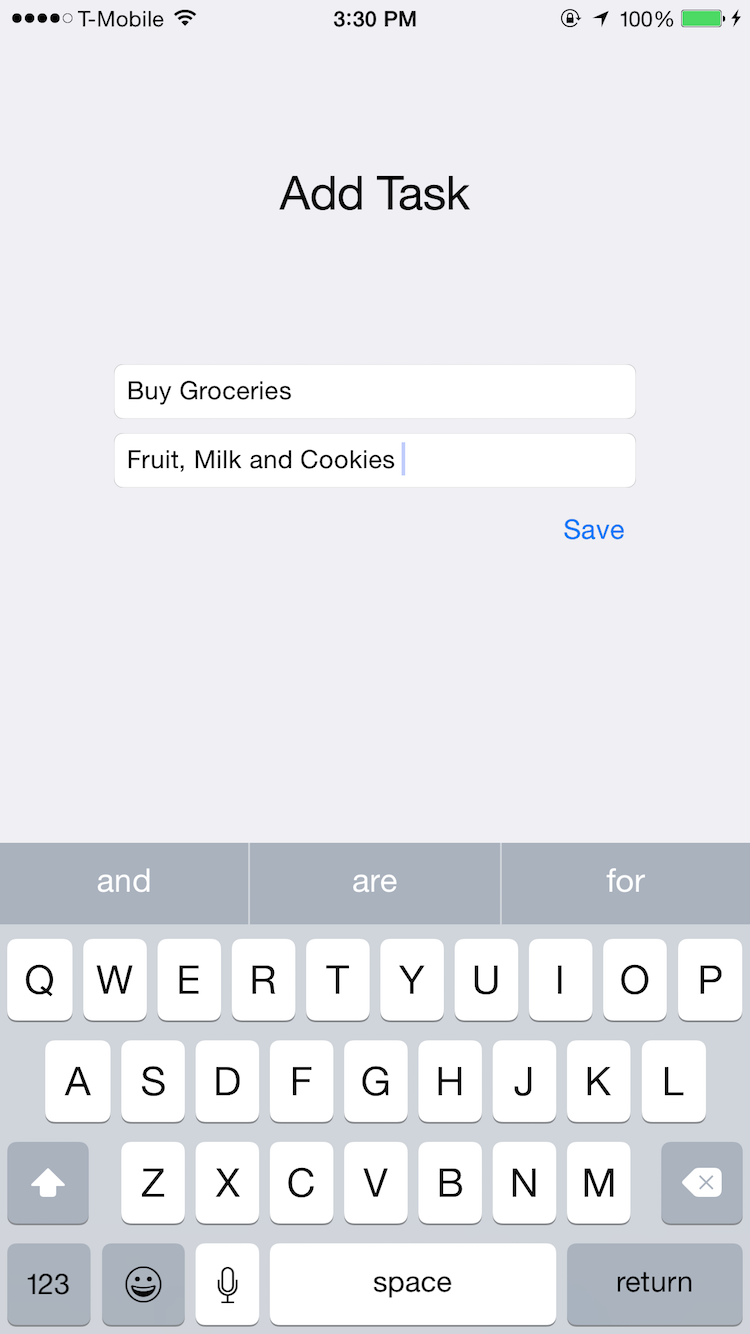 T-Mobile 3:30 PM 100%
Add Task
Buy Groceries
Fruit, Milk and Cookies
Save
and are for
Q W E R T Y U I O P
A S D F G H J K L
Z X C V B N M
123 space return